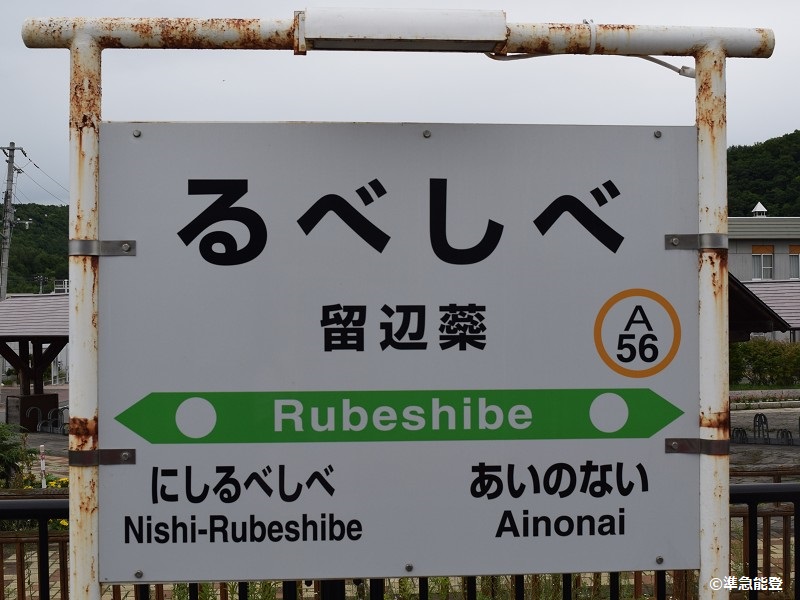 るべしべ
留辺蘂
A
56
Rubeshibe
にしるべしべ
Nishi-Rubeshibe
あいのない
Ainonai
©準急能登